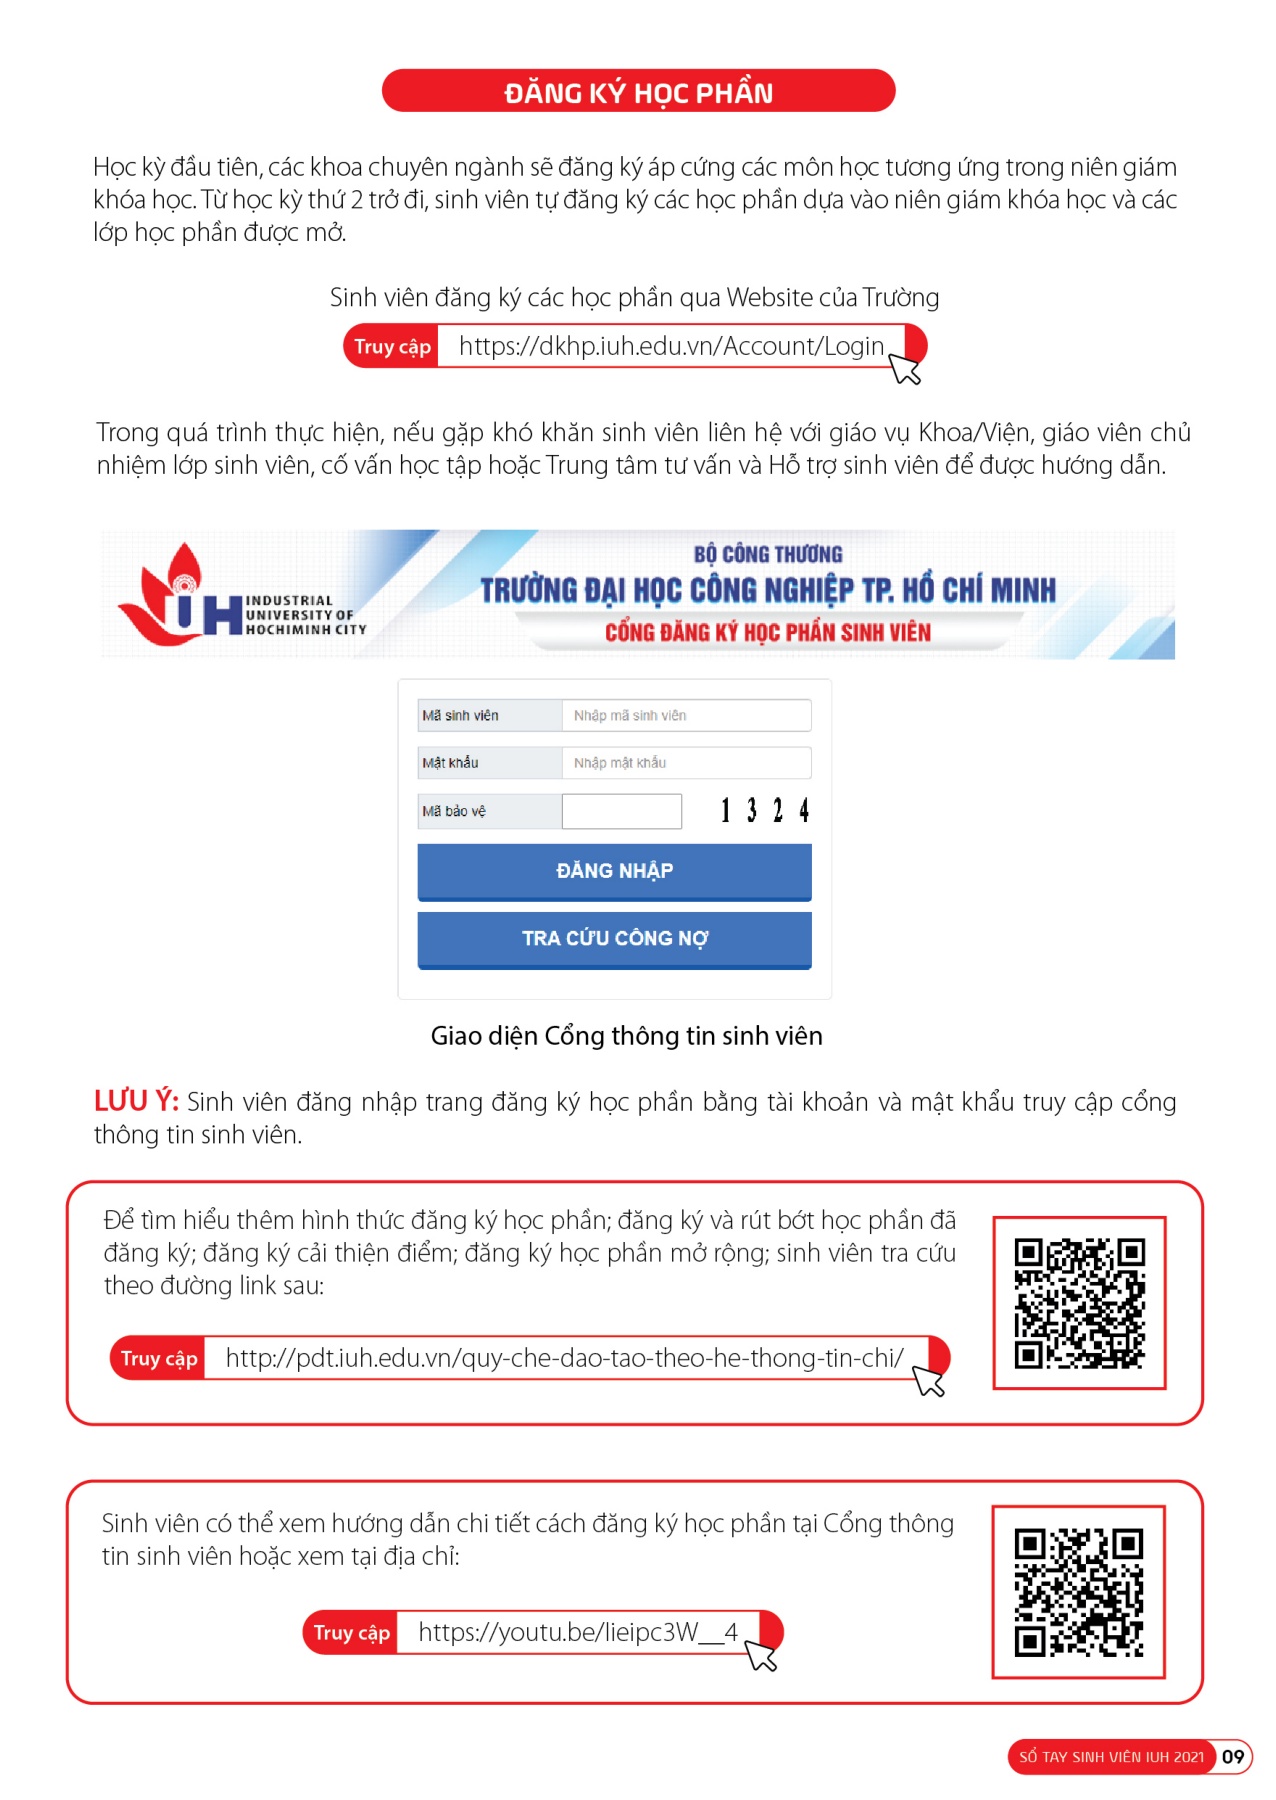 ĐĂNG KÝ HỌC PHẦN
Học kỳ đầu tiên, các khoa chuyên ngành sẽ đăng ký áp cứng các môn học tương ứng trong niên giám
khóa học. Từ học kỳ thứ 2 trở đi, sinh viên tự đăng ký các học phần dựa vào niên giám khóa học và các
lớp học phần được mở.
Sinh viên đăng ký các học phần qua Website của Trường
Truy cập https://dkhp.iuh.edu.vn/Account/Login
Trong quá trình thực hiện, nếu gặp khó khăn sinh viên liên hệ với giáo vụ Khoa/Viện, giáo viên chủ
nhiệm lớp sinh viên, cố vấn học tập hoặc Trung tâm tư vấn và Hỗ trợ sinh viên để được hướng dẫn.
BỘ CÔNG THƯƠNG
TRƯỜNG ĐẠI HỌC CÔNG NGHIỆP TP. HỒ CHÍ MINH
CỔNG ĐĂNG KÝ HỌC PHẦN SINH VIÊN
IUH
INDUSTRIAL
UNIVERSITY OF
HOCHIMINH CITY
Mã sinh viên Nhập mã sinh viên
Mật khẩu Nhập mật khẩu
Mã bảo vệ 1 3 2 4
ĐĂNG NHẬP
TRA CỨU CÔNG NỢ
Giao diện Cổng thông tin sinh viên
LƯU Ý: Sinh viên đăng nhập trang đăng ký học phần bằng tài khoản và mật khẩu truy cập cổng
thông tin sinh viên.
Để tìm hiểu thêm hình thức đăng ký học phần; đăng ký và rút bớt học phần đã
đăng ký; đăng ký cải thiện điểm; đăng ký học phần mở rộng; sinh viên tra cứu
theo đường link sau:
Truy cập http://pdt.iuh.edu.vn/quy-che-dao-tao-theo-he-thong-tin-chi/
Sinh viên có thể xem hướng dẫn chi tiết cách đăng ký học phần tại Cổng thông
tin sinh viên hoặc xem tại địa chỉ:
Truy cập https://youtu.be/lieipc3W__4
SỔ TAY SINH VIÊN IUH 2021 09